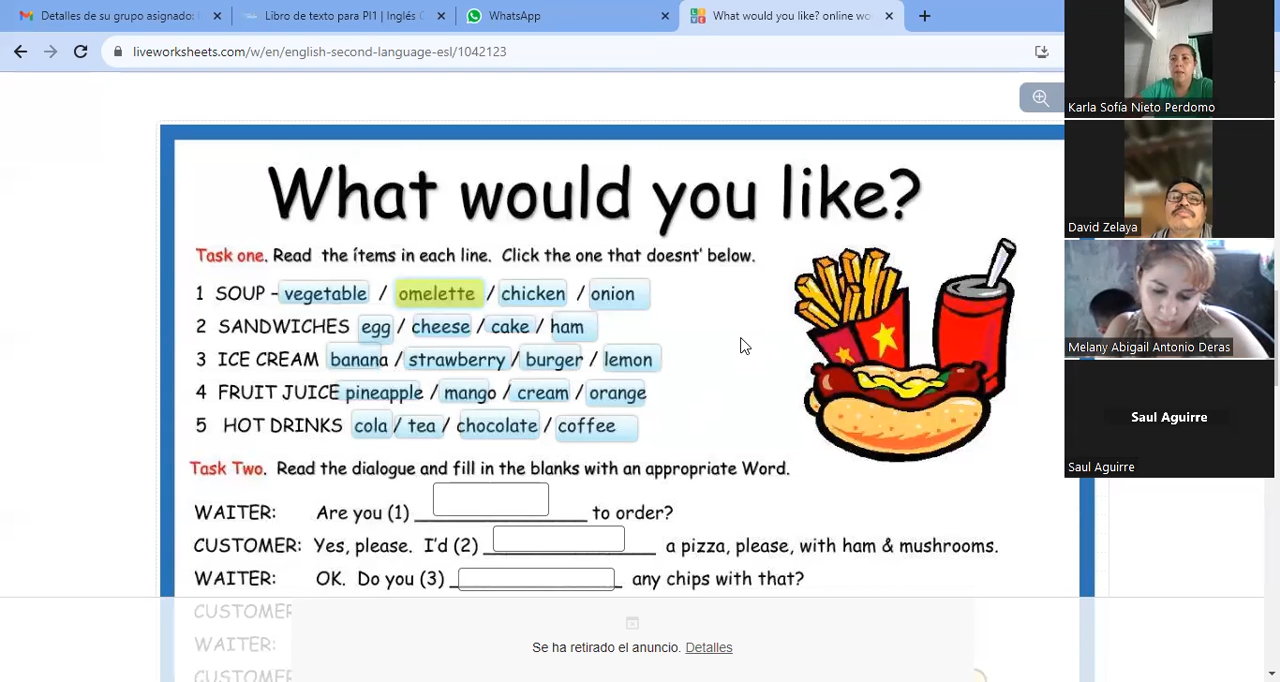 Detalles de su grupo asignado:
Libro de texto para PI1 | Inglés
WhatsApp
What would you like? online wo
liveworksheets.com/w/en/english-second-language-esl/1042123
What would you like?
Task one. Read the ítems in each line. Click the one that doesnt' below.
1 SOUP - vegetable / omelette / chicken / onion
2 SANDWICHES egg / cheese / cake / ham
3 ICE CREAM banana / strawberry / burger / lemon
4 FRUIT JUICE pineapple / mango / cream / orange
5 HOT DRINKS cola / tea / chocolate / coffee
Task Two. Read the dialogue and fill in the blanks with an appropriate Word.
WAITER: Are you (1) to order?
CUSTOMER: Yes, please. I'd (2) a pizza, please, with ham & mushrooms.
WAITER: OK. Do you (3) any chips with that?
CUSTOMER
WAITER:
CUSTOMER
Se ha retirado el anuncio. Detalles
Karla Sofía Nieto Perdomo
David Zelaya
Melany Abigail Antonio Deras
Saul Aguirre
Saul Aguirre